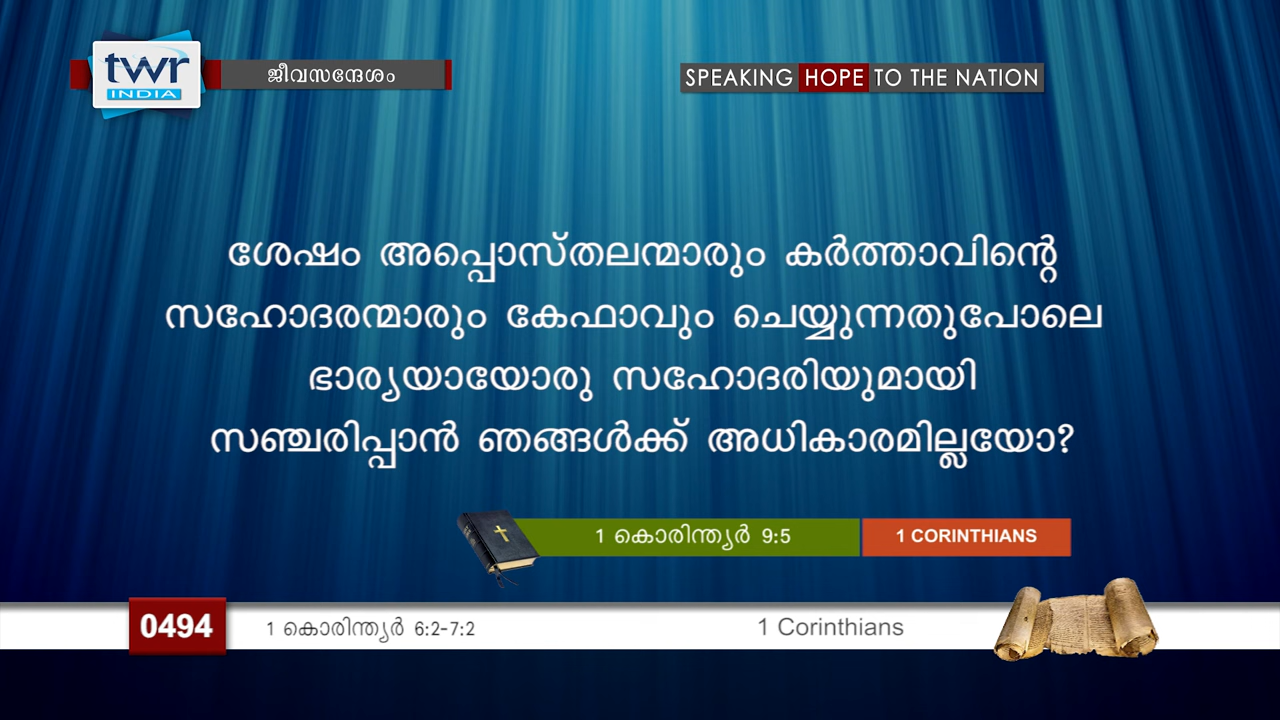 twr
INDIA
ജീവസന്ദേശം
SPEAKING HOPE TO THE NATION
ശേഷം അപ്പൊസ്തലന്മാരും കർത്താവിന്റെ
സഹോദരന്മാരും കേഫാവും ചെയ്യുന്നതുപോലെ
ഭാര്യയായോരു സഹോദരിയുമായി
സഞ്ചരിപ്പാൻ ഞങ്ങൾക്ക് അധികാരമില്ലയോ?
1 കൊരിന്ത്യർ 9:5
1 CORINTHIANS
0494
1 കൊരിന്ത്യർ 6:2-7:2
1 Corinthians